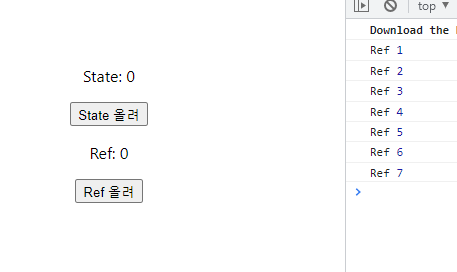 State: 0
State 올려
Ref: 0
Ref 올려
top ▼
Download the
Ref 1
Ref 2
Ref 3
Ref 4
Ref 5
Ref 6
Ref 7
>